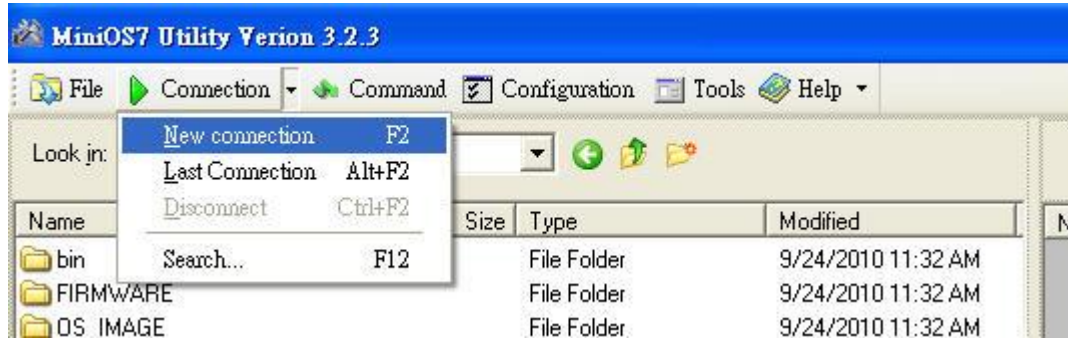 MiniOS7 Utility Verion 3.2.3
File Connection Command Configuration Tools Help
New connection F2
Look in:
Last Connection Alt+F2
Disconnect Ctrl+F2
Name Size Type Modified
Search... F12
bin File Folder 9/24/2010 11:32 AM
FIRMWARE File Folder 9/24/2010 11:32 AM
OS_IMAGE File Folder 9/24/2010 11:32 AM